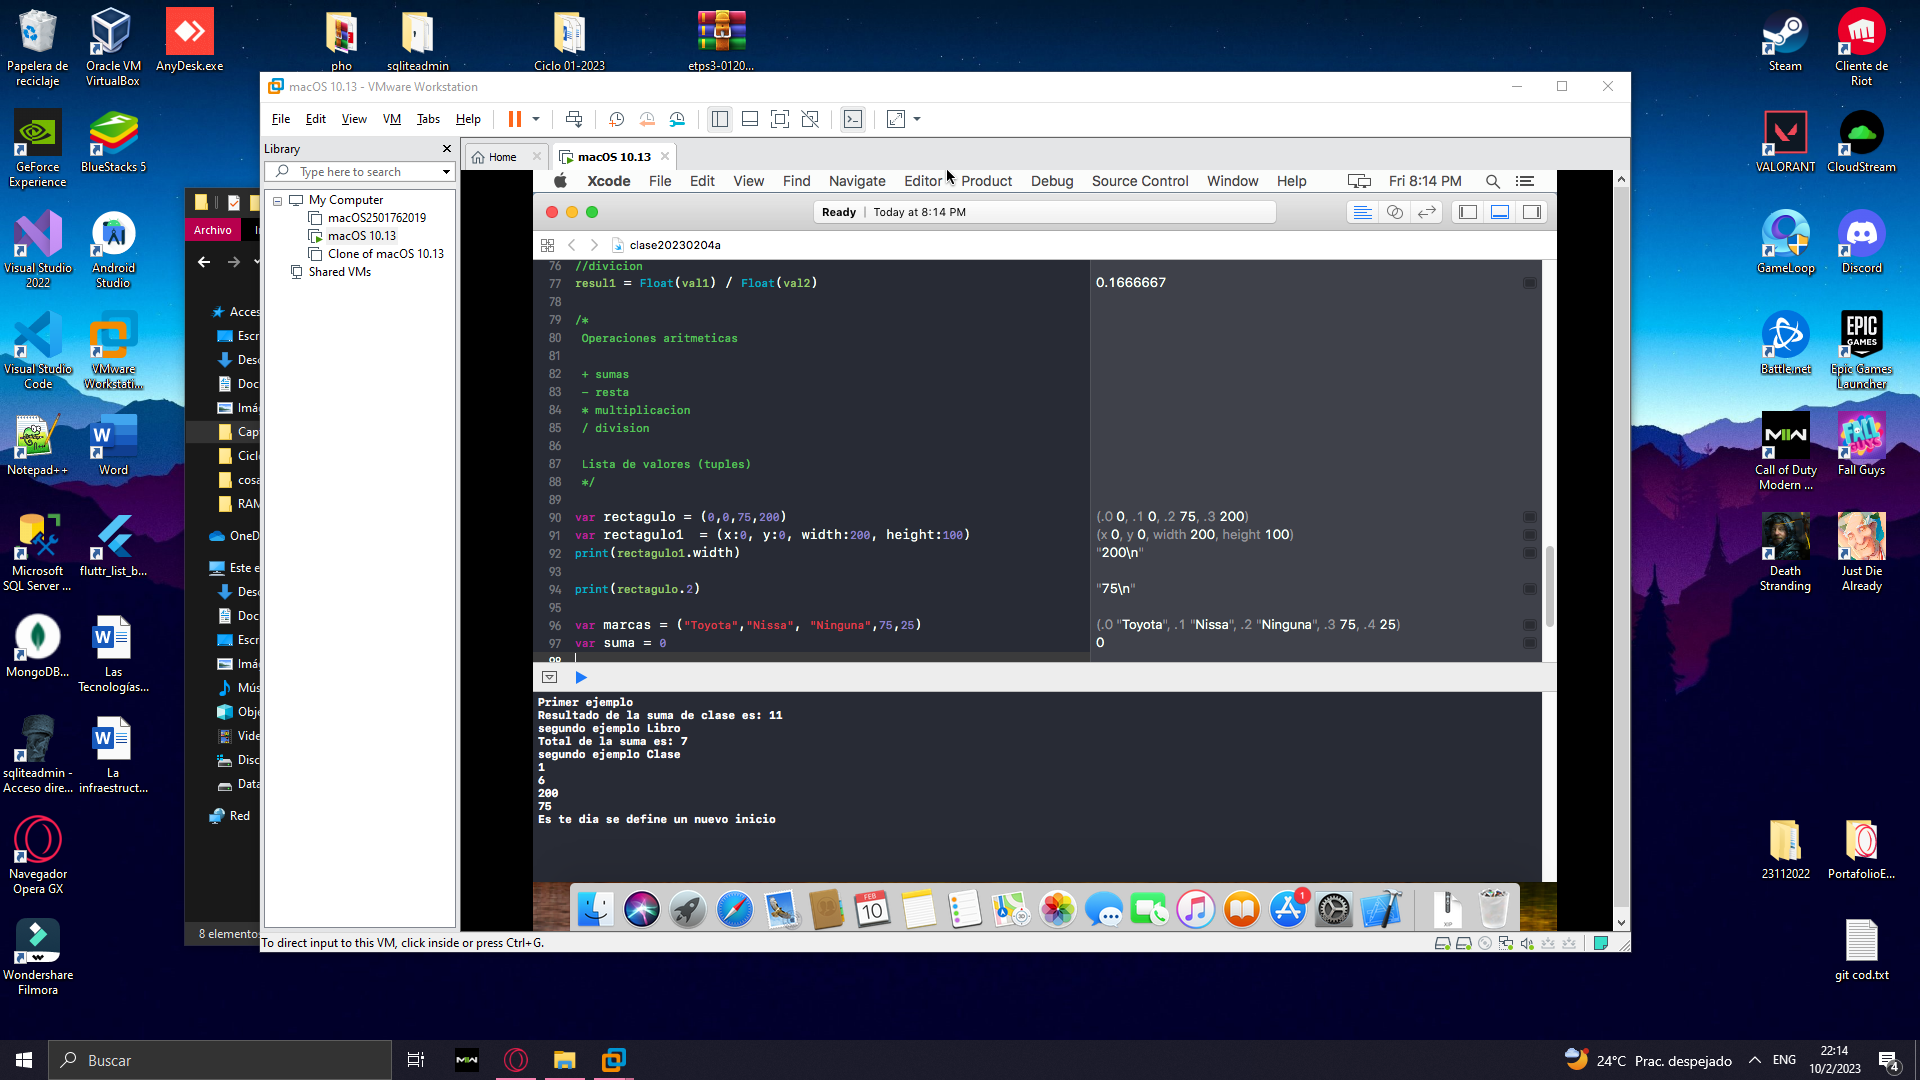 Papelera de reciclaje
Oracle VM VirtualBox
AnyDesk.exe
pho
sqliteadmin
Ciclo 01-2023
etps3-0120...
Steam
Cliente de Riot
macOS 10.13 - VMware Workstation
File Edit View VM Tabs Help
Library
Type here to search
My Computer
macOS2501762019
macOS 10.13
Clone of macOS 10.13
Shared VMs
Home
macOS 10.13
Xcode File Edit View Find Navigate Editor Product Debug Source Control Window Help Fri 8:14 PM
Ready | Today at 8:14 PM
clase20230204a
76 //divicion
77 resul1 = Float(val1) / Float(val2) 0.1666667
78
79 /*
80 Operaciones aritmeticas
81
82 + sumas
83 - resta
84 * multiplicacion
85 / division
86
87 Lista de valores (tuples)
88 */
89
90 var rectagulo = (0,0,75,200) (.0 0, .1 0, .2 75, .3 200)
91 var rectagulo1  = (x:0, y:0, width:200, height:100) (x 0, y 0, width 200, height 100)
92 print(rectagulo1.width) "200\n"
93
94 print(rectagulo.2) "75\n"
95
96 var marcas = ("Toyota","Nissa", "Ninguna",75,25) (.0 "Toyota", .1 "Nissa", .2 "Ninguna", .3 75, .4 25)
97 var suma = 0 0
98
Primer ejemplo
Resultado de la suma de clase es: 11
segundo ejemplo Libro
Total de la suma es: 7
segundo ejemplo Clase
1
6
200
75
Es te dia se define un nuevo inicio
FEB
10
1
XIP
To direct input to this VM, click inside or press Ctrl+G.
Archivo
Acces
Escri
Desc
Doc
Imá
Cap
Cicl
cosa
RAM
OneD
Este e
Desc
Doc
Escri
Imá
Mús
Obje
Vide
Disc
Data
Red
8 elementos
GeForce Experience
BlueStacks 5
Visual Studio 2022
Android Studio
Visual Studio Code
VMware Workstati...
Notepad++
Word
Microsoft SQL Server ...
fluttr_list_b...
MongoDB...
Las Tecnologías...
sqliteadmin - Acceso dire...
La infraestruct...
Navegador Opera GX
Wondershare Filmora
VALORANT
CloudStream
GameLoop
Discord
Battle.net
EPIC GAMES
Epic Games Launcher
Call of Duty Modern ...
FALL GUYS
Fall Guys
Death Stranding
Just Die Already
23112022
PortafolioE...
git cod.txt
Buscar
24°C Prac. despejado
ENG
22:14
10/2/2023
4